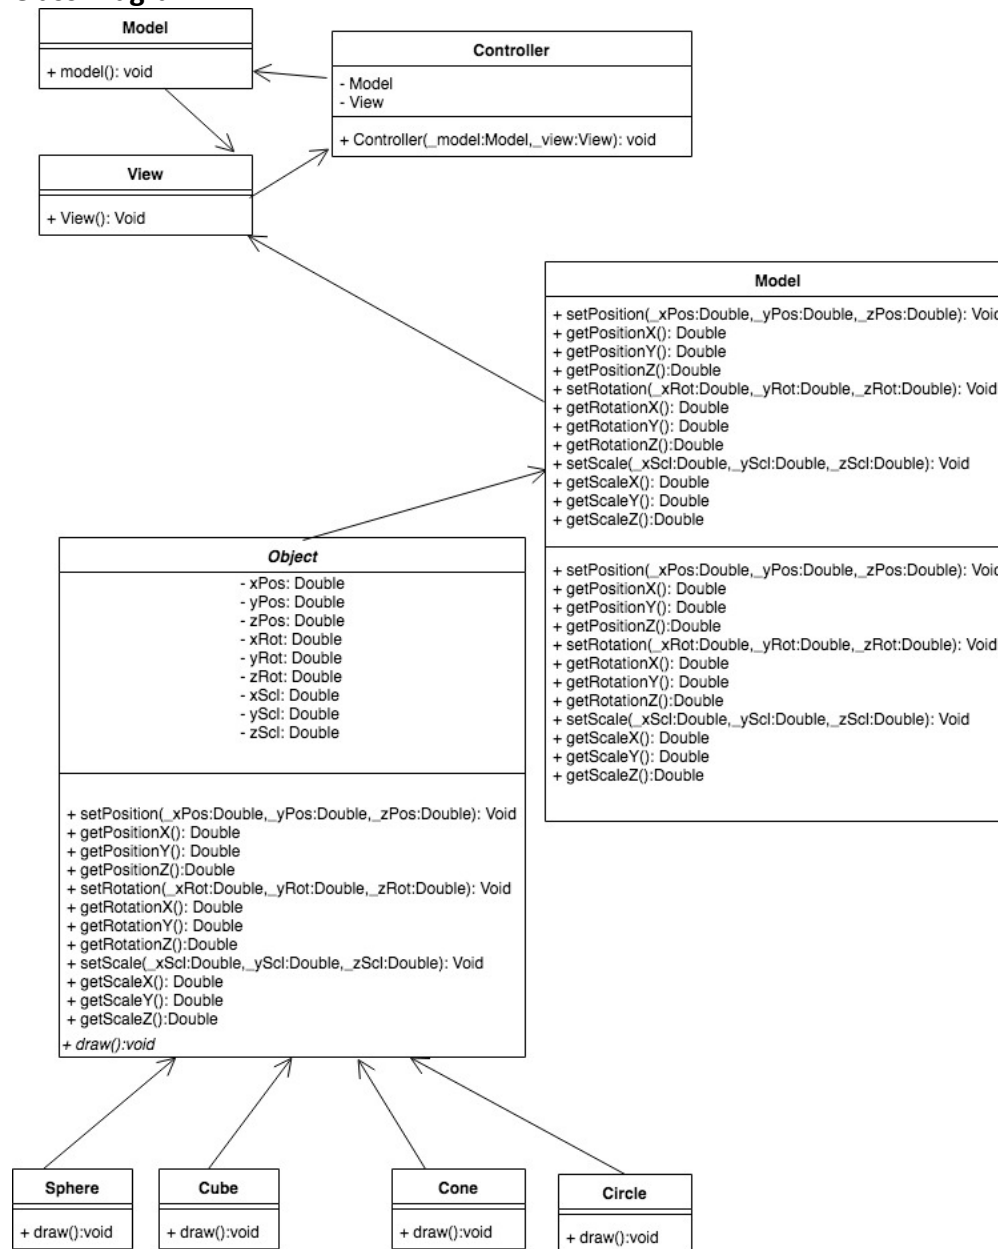 Model
+ model(): void
Controller
- Model
- View
+ Controller(_model:Model,_view:View): void
View
+ View(): Void
Model
+ setPosition(_xPos:Double,_yPos:Double,_zPos:Double): Void
+ getPositionX(): Double
+ getPositionY(): Double
+ getPositionZ():Double
+ setRotation(_xRot:Double,_yRot:Double,_zRot:Double): Void
+ getRotationX(): Double
+ getRotationY(): Double
+ getRotationZ():Double
+ setScale(_xScl:Double,_yScl:Double,_zScl:Double): Void
+ getScaleX(): Double
+ getScaleY(): Double
+ getScaleZ():Double
+ setPosition(_xPos:Double,_yPos:Double,_zPos:Double): Void
+ getPositionX(): Double
+ getPositionY(): Double
+ getPositionZ():Double
+ setRotation(_xRot:Double,_yRot:Double,_zRot:Double): Void
+ getRotationX(): Double
+ getRotationY(): Double
+ getRotationZ():Double
+ setScale(_xScl:Double,_yScl:Double,_zScl:Double): Void
+ getScaleX(): Double
+ getScaleY(): Double
+ getScaleZ():Double
Object
- xPos: Double
- yPos: Double
- zPos: Double
- xRot: Double
- yRot: Double
- zRot: Double
- xScl: Double
- yScl: Double
- zScl: Double
+ setPosition(_xPos:Double,_yPos:Double,_zPos:Double): Void
+ getPositionX(): Double
+ getPositionY(): Double
+ getPositionZ():Double
+ setRotation(_xRot:Double,_yRot:Double,_zRot:Double): Void
+ getRotationX(): Double
+ getRotationY(): Double
+ getRotationZ():Double
+ setScale(_xScl:Double,_yScl:Double,_zScl:Double): Void
+ getScaleX(): Double
+ getScaleY(): Double
+ getScaleZ():Double
+ draw():void
Sphere
+ draw():void
Cube
+ draw():void
Cone
+ draw():void
Circle
+ draw():void